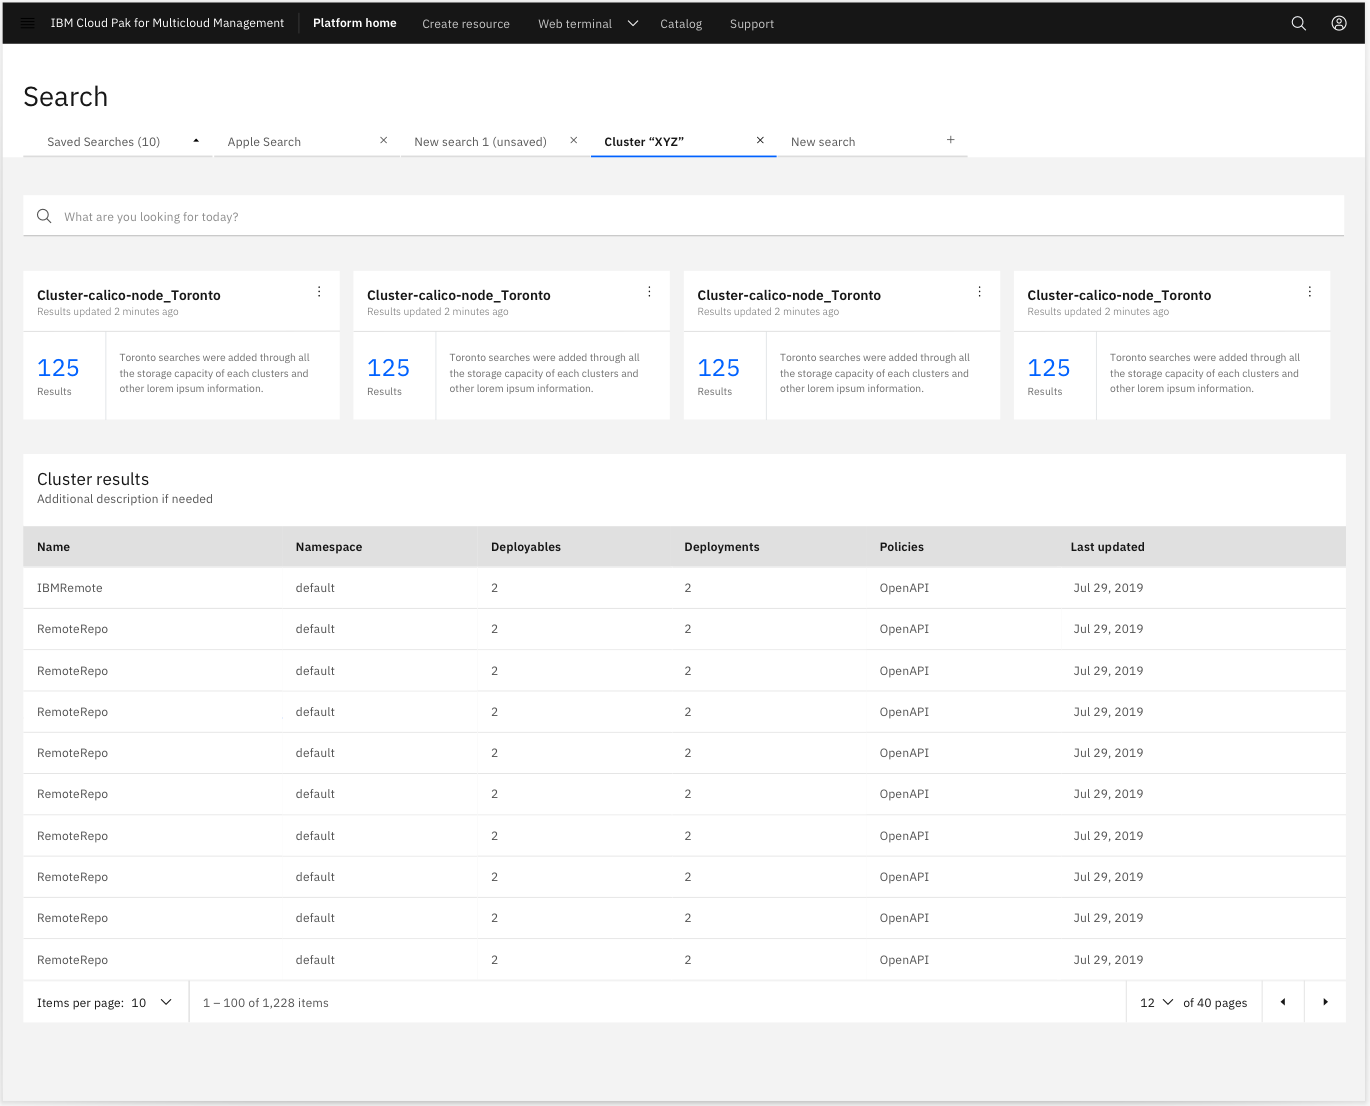 IBM Cloud Pak for Multicloud Management Platform home Create resource Web terminal Catalog Support
Search
Saved Searches (10) Apple Search New search 1 (unsaved) Cluster “XYZ” New search
What are you looking for today?
Cluster-calico-node_Toronto
Results updated 2 minutes ago
125
Results
Toronto searches were added through all
the storage capacity of each clusters and
other lorem ipsum information.
Cluster-calico-node_Toronto
Results updated 2 minutes ago
125
Results
Toronto searches were added through all
the storage capacity of each clusters and
other lorem ipsum information.
Cluster-calico-node_Toronto
Results updated 2 minutes ago
125
Results
Toronto searches were added through all
the storage capacity of each clusters and
other lorem ipsum information.
Cluster-calico-node_Toronto
Results updated 2 minutes ago
125
Results
Toronto searches were added through all
the storage capacity of each clusters and
other lorem ipsum information.
Cluster results
Additional description if needed
Name Namespace Deployables Deployments Policies Last updated
IBMRemote default 2 2 OpenAPI Jul 29, 2019
RemoteRepo default 2 2 OpenAPI Jul 29, 2019
RemoteRepo default 2 2 OpenAPI Jul 29, 2019
RemoteRepo default 2 2 OpenAPI Jul 29, 2019
RemoteRepo default 2 2 OpenAPI Jul 29, 2019
RemoteRepo default 2 2 OpenAPI Jul 29, 2019
RemoteRepo default 2 2 OpenAPI Jul 29, 2019
RemoteRepo default 2 2 OpenAPI Jul 29, 2019
RemoteRepo default 2 2 OpenAPI Jul 29, 2019
RemoteRepo default 2 2 OpenAPI Jul 29, 2019
Items per page: 10 1 – 100 of 1,228 items 12 of 40 pages